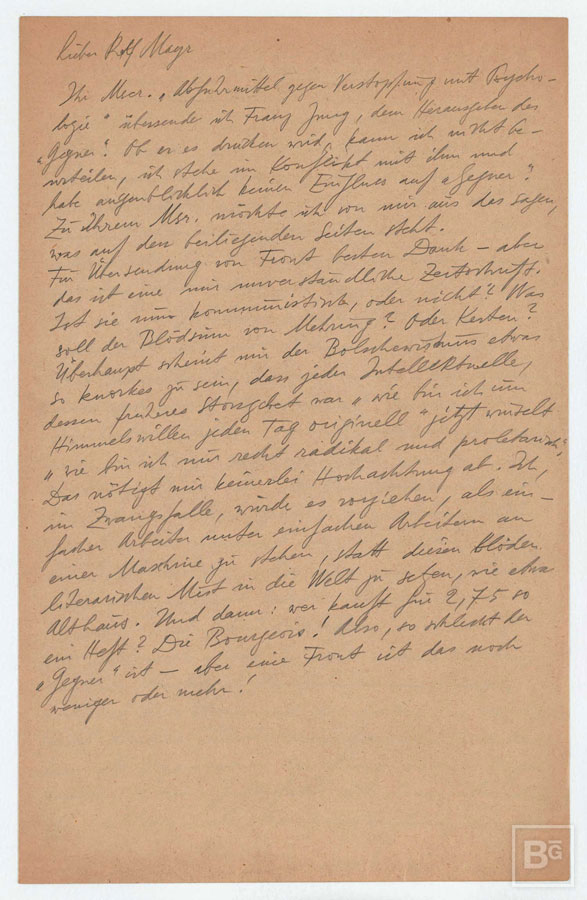 Lieber Rolf Mayr
Ihr Mscr. „Abführmittel gegen Verstopfung mit Psycho-
logie“ übersende ich Franz Jung, dem Herausgeber des
„Gegner“. Ob er es drucken wird, kann ich nicht be-
urteilen, ich stehe im Konflikt mit ihm und
habe augenblicklich keinen Einfluss auf „Gegner“.
Zu Ihrem Msr. möchte ich von mir aus das sagen,
was auf den beiliegenden Seiten steht.
Für Übersendung von Front besten Dank – aber
das ist eine mir unverständliche Zeitschrift.
Ist sie nun kommunistisch, oder nicht? Was
soll der Blödsinn von Mehring? Oder Kersten?
Überhaupt scheint mir der Bolschewismus etwas
so knorkes zu sein, dass jeder Intellektuelle,
dessen früheres Stossgebet war „wie bin ich um
Himmelswillen jeden Tag originell“ jetzt winselt
„wie bin ich nur recht radikal und proletarisch“.
Das nötigt mir keinerlei Hochachtung ab. Ich,
im Zwangsfalle, würde es vorziehen, als ein-
facher Arbeiter unter einfachen Arbeitern an
einer Maschine zu stehen, statt diesen blöden
literarischen Mist in die Welt zu setzen, wie etwa
Althaus. Und dann: wer kauft für 2,75 so
ein Heft? Die Bourgeois! Also, so schlecht der
„Gegner“ ist – aber eine Front ist das noch
weniger oder mehr!
BG